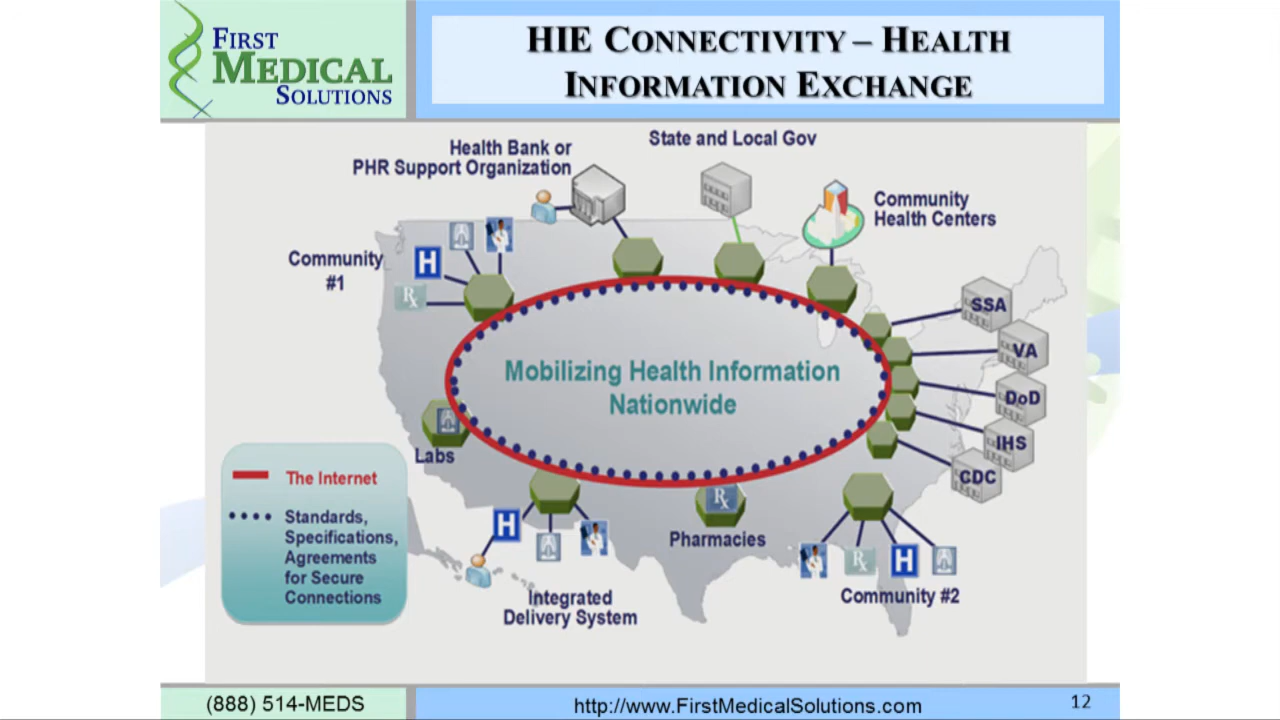 FIRST
MEDICAL
SOLUTIONS
HIE CONNECTIVITY – HEALTH
INFORMATION EXCHANGE
Health Bank or
PHR Support Organization
State and Local Gov
Community
Health Centers
Community
#1
H
Rx
SSA
VA
DoD
IHS
CDC
Mobilizing Health Information
Nationwide
Labs
The Internet
Standards,
Specifications,
Agreements
for Secure
Connections
H
Integrated
Delivery System
Rx
Pharmacies
Rx
H
Community #2
(888) 514-MEDS
http://www.FirstMedicalSolutions.com
12